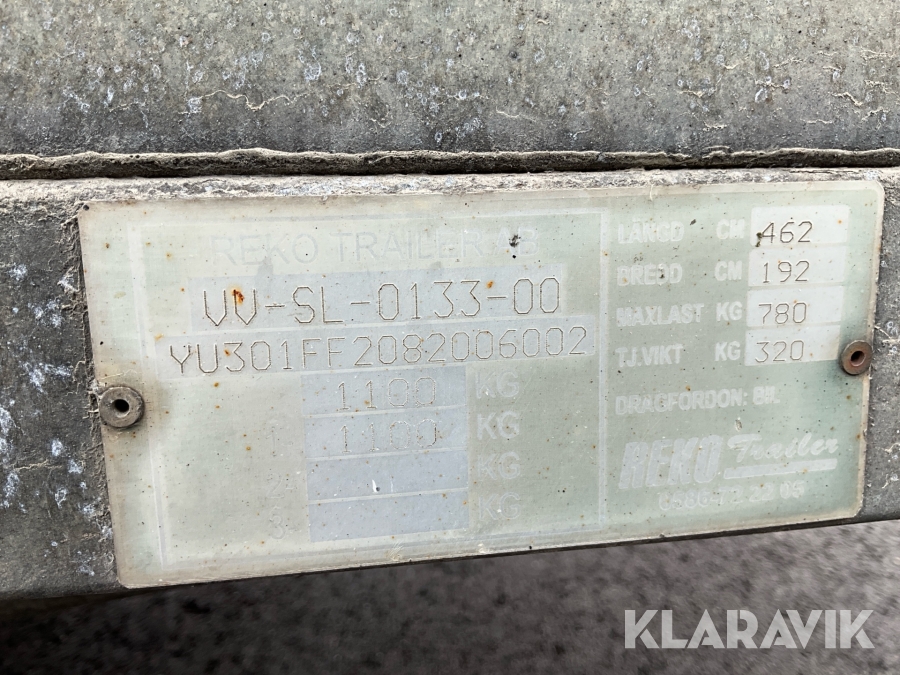 REKO TRAILER AB
VV-SL-0133-00
YU301FF2082006002
1100 KG
1 1100 KG
2 KG
3 KG
LÄNGD CM 462
BREDD CM 192
MAXLAST KG 780
TJ.VIKT KG 320
DRAGFORDON: BIL
REKO Trailer
KLARAVIK